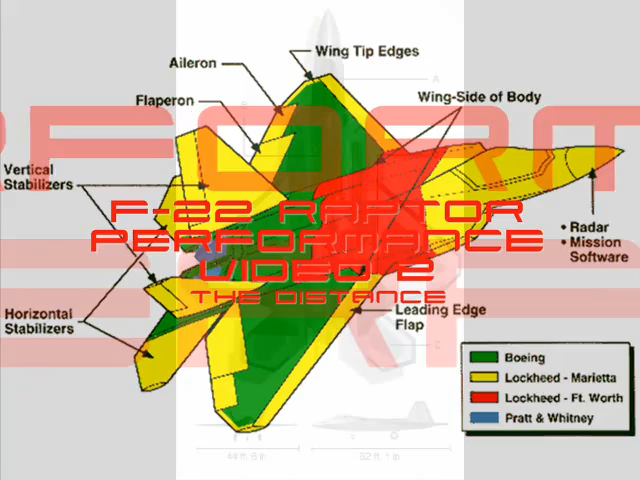 Wing Tip Edges
Aileron
Flaperon
Wing-Side of Body
Vertical
Stabilizers
F-22 RAPTOR
PERFORMANCE
VIDEO 2
THE DISTANCE
• Radar
• Mission
Software
Horizontal
Stabilizers
Leading Edge
Flap
Boeing
Lockheed - Marietta
Lockheed - Ft. Worth
Pratt & Whitney
44 ft, 6 in
62 ft, 1 in